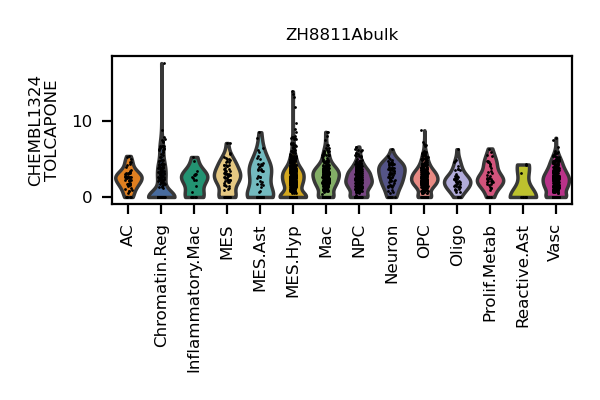 ZH8811Abulk
CHEMBL1324
TOLCAPONE
10
0
AC
Chromatin.Reg
Inflammatory.Mac
MES
MES.Ast
MES.Hyp
Mac
NPC
Neuron
OPC
Oligo
Prolif.Metab
Reactive.Ast
Vasc